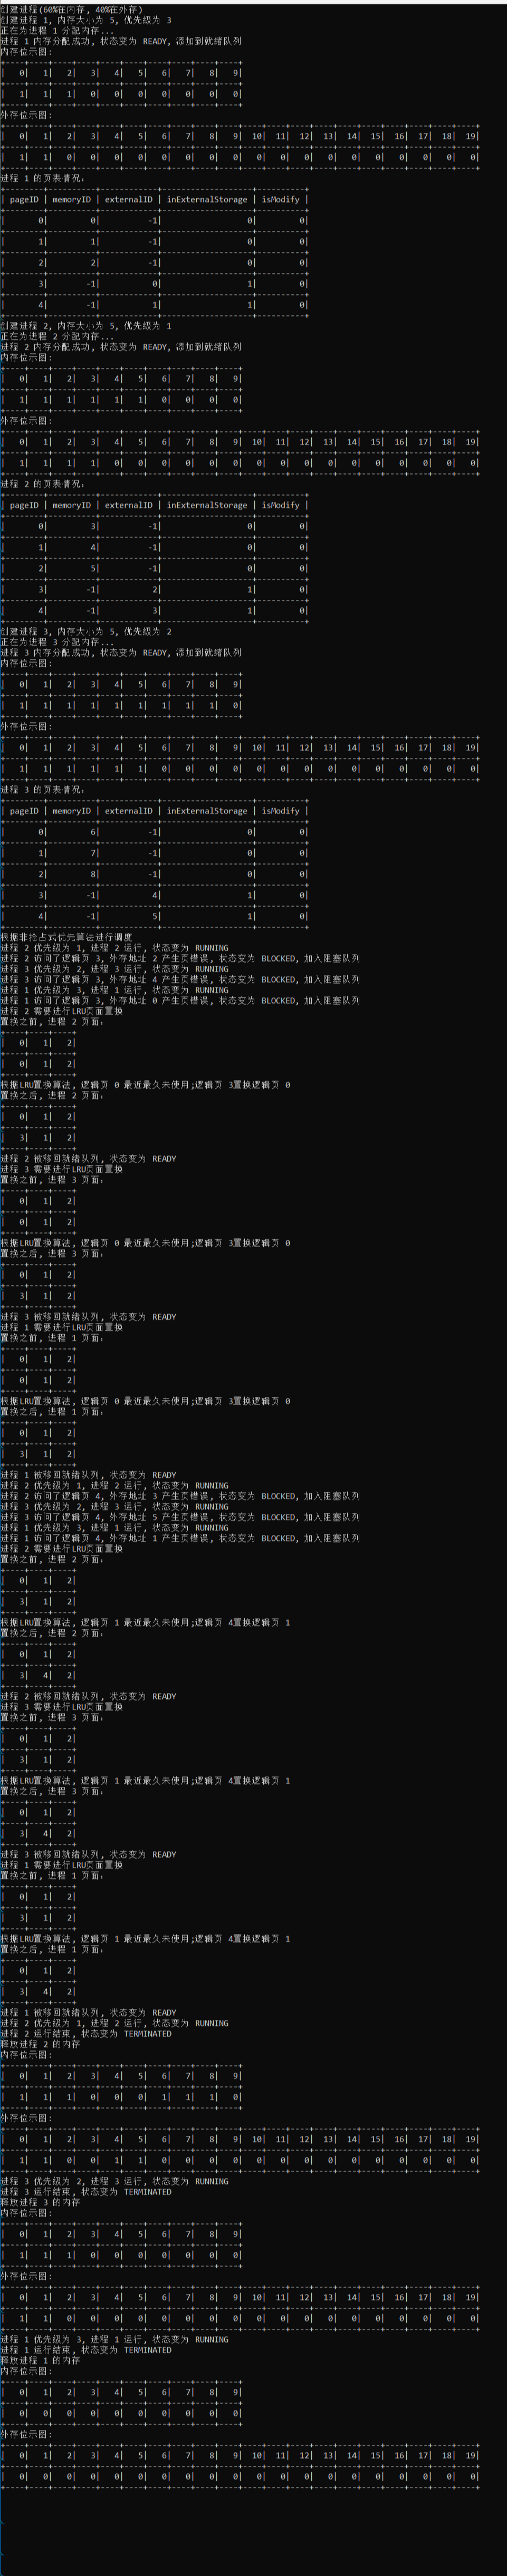 创建进程(60%在内存, 40%在外存)
创建进程 1, 内存大小为 5, 优先级为 3
正在为进程 1 分配内存...
进程 1 内存分配成功, 状态变为 READY, 添加到就绪队列
内存位示图:
| 0| 1| 2| 3| 4| 5| 6| 7| 8| 9|
| 1| 1| 1| 0| 0| 0| 0| 0| 0| 0|
外存位示图:
| 0| 1| 2| 3| 4| 5| 6| 7| 8| 9| 10| 11| 12| 13| 14| 15| 16| 17| 18| 19|
| 1| 1| 0| 0| 0| 0| 0| 0| 0| 0| 0| 0| 0| 0| 0| 0| 0| 0| 0| 0|
进程 1 的页表情况:
| pageID | memoryID | externalID | inExternalStorage | isModify |
| 0| 0| -1| 0| 0|
| 1| 1| -1| 0| 0|
| 2| 2| -1| 0| 0|
| 3| -1| 0| 1| 0|
| 4| -1| 1| 1| 0|
创建进程 2, 内存大小为 5, 优先级为 1
正在为进程 2 分配内存...
进程 2 内存分配成功, 状态变为 READY, 添加到就绪队列
内存位示图:
| 0| 1| 2| 3| 4| 5| 6| 7| 8| 9|
| 1| 1| 1| 1| 1| 1| 0| 0| 0| 0|
外存位示图:
| 0| 1| 2| 3| 4| 5| 6| 7| 8| 9| 10| 11| 12| 13| 14| 15| 16| 17| 18| 19|
| 1| 1| 1| 1| 0| 0| 0| 0| 0| 0| 0| 0| 0| 0| 0| 0| 0| 0| 0| 0|
进程 2 的页表情况:
| pageID | memoryID | externalID | inExternalStorage | isModify |
| 0| 3| -1| 0| 0|
| 1| 4| -1| 0| 0|
| 2| 5| -1| 0| 0|
| 3| -1| 2| 1| 0|
| 4| -1| 3| 1| 0|
创建进程 3, 内存大小为 5, 优先级为 2
正在为进程 3 分配内存...
进程 3 内存分配成功, 状态变为 READY, 添加到就绪队列
内存位示图:
| 0| 1| 2| 3| 4| 5| 6| 7| 8| 9|
| 1| 1| 1| 1| 1| 1| 1| 1| 1| 0|
外存位示图:
| 0| 1| 2| 3| 4| 5| 6| 7| 8| 9| 10| 11| 12| 13| 14| 15| 16| 17| 18| 19|
| 1| 1| 1| 1| 1| 1| 0| 0| 0| 0| 0| 0| 0| 0| 0| 0| 0| 0| 0| 0|
进程 3 的页表情况:
| pageID | memoryID | externalID | inExternalStorage | isModify |
| 0| 6| -1| 0| 0|
| 1| 7| -1| 0| 0|
| 2| 8| -1| 0| 0|
| 3| -1| 4| 1| 0|
| 4| -1| 5| 1| 0|
根据非抢占式优先算法进行调度
进程 2 优先级为 1, 进程 2 运行, 状态变为 RUNNING
进程 2 访问了逻辑页 3, 外存地址 2 产生页错误, 状态变为 BLOCKED, 加入阻塞队列
进程 3 优先级为 2, 进程 3 运行, 状态变为 RUNNING
进程 3 访问了逻辑页 3, 外存地址 4 产生页错误, 状态变为 BLOCKED, 加入阻塞队列
进程 1 优先级为 3, 进程 1 运行, 状态变为 RUNNING
进程 1 访问了逻辑页 3, 外存地址 0 产生页错误, 状态变为 BLOCKED, 加入阻塞队列
进程 2 需要进行LRU页面置换
置换之前, 进程 2 页面:
| 0| 1| 2|
| 0| 1| 2|
根据LRU置换算法, 逻辑页 0 最近最久未使用;逻辑页 3置换逻辑页 0
置换之后, 进程 2 页面:
| 0| 1| 2|
| 3| 1| 2|
进程 2 被移回就绪队列, 状态变为 READY
进程 3 需要进行LRU页面置换
置换之前, 进程 3 页面:
| 0| 1| 2|
| 0| 1| 2|
根据LRU置换算法, 逻辑页 0 最近最久未使用;逻辑页 3置换逻辑页 0
置换之后, 进程 3 页面:
| 0| 1| 2|
| 3| 1| 2|
进程 3 被移回就绪队列, 状态变为 READY
进程 1 需要进行LRU页面置换
置换之前, 进程 1 页面:
| 0| 1| 2|
| 0| 1| 2|
根据LRU置换算法, 逻辑页 0 最近最久未使用;逻辑页 3置换逻辑页 0
置换之后, 进程 1 页面:
| 0| 1| 2|
| 3| 1| 2|
进程 1 被移回就绪队列, 状态变为 READY
进程 2 优先级为 1, 进程 2 运行, 状态变为 RUNNING
进程 2 访问了逻辑页 4, 外存地址 3 产生页错误, 状态变为 BLOCKED, 加入阻塞队列
进程 3 优先级为 2, 进程 3 运行, 状态变为 RUNNING
进程 3 访问了逻辑页 4, 外存地址 5 产生页错误, 状态变为 BLOCKED, 加入阻塞队列
进程 1 优先级为 3, 进程 1 运行, 状态变为 RUNNING
进程 1 访问了逻辑页 4, 外存地址 1 产生页错误, 状态变为 BLOCKED, 加入阻塞队列
进程 2 需要进行LRU页面置换
置换之前, 进程 2 页面:
| 0| 1| 2|
| 3| 1| 2|
根据LRU置换算法, 逻辑页 1 最近最久未使用;逻辑页 4置换逻辑页 1
置换之后, 进程 2 页面:
| 0| 1| 2|
| 3| 4| 2|
进程 2 被移回就绪队列, 状态变为 READY
进程 3 需要进行LRU页面置换
置换之前, 进程 3 页面:
| 0| 1| 2|
| 3| 1| 2|
根据LRU置换算法, 逻辑页 1 最近最久未使用;逻辑页 4置换逻辑页 1
置换之后, 进程 3 页面:
| 0| 1| 2|
| 3| 4| 2|
进程 3 被移回就绪队列, 状态变为 READY
进程 1 需要进行LRU页面置换
置换之前, 进程 1 页面:
| 0| 1| 2|
| 3| 1| 2|
根据LRU置换算法, 逻辑页 1 最近最久未使用;逻辑页 4置换逻辑页 1
置换之后, 进程 1 页面:
| 0| 1| 2|
| 3| 4| 2|
进程 1 被移回就绪队列, 状态变为 READY
进程 2 优先级为 1, 进程 2 运行, 状态变为 RUNNING
进程 2 运行结束, 状态变为 TERMINATED
释放进程 2 的内存
内存位示图:
| 0| 1| 2| 3| 4| 5| 6| 7| 8| 9|
| 1| 1| 1| 0| 0| 0| 1| 1| 1| 0|
外存位示图:
| 0| 1| 2| 3| 4| 5| 6| 7| 8| 9| 10| 11| 12| 13| 14| 15| 16| 17| 18| 19|
| 1| 1| 0| 0| 1| 1| 0| 0| 0| 0| 0| 0| 0| 0| 0| 0| 0| 0| 0| 0|
进程 3 优先级为 2, 进程 3 运行, 状态变为 RUNNING
进程 3 运行结束, 状态变为 TERMINATED
释放进程 3 的内存
内存位示图:
| 0| 1| 2| 3| 4| 5| 6| 7| 8| 9|
| 1| 1| 1| 0| 0| 0| 0| 0| 0| 0|
外存位示图:
| 0| 1| 2| 3| 4| 5| 6| 7| 8| 9| 10| 11| 12| 13| 14| 15| 16| 17| 18| 19|
| 1| 1| 0| 0| 0| 0| 0| 0| 0| 0| 0| 0| 0| 0| 0| 0| 0| 0| 0| 0|
进程 1 优先级为 3, 进程 1 运行, 状态变为 RUNNING
进程 1 运行结束, 状态变为 TERMINATED
释放进程 1 的内存
内存位示图:
| 0| 1| 2| 3| 4| 5| 6| 7| 8| 9|
| 0| 0| 0| 0| 0| 0| 0| 0| 0| 0|
外存位示图:
| 0| 1| 2| 3| 4| 5| 6| 7| 8| 9| 10| 11| 12| 13| 14| 15| 16| 17| 18| 19|
| 0| 0| 0| 0| 0| 0| 0| 0| 0| 0| 0| 0| 0| 0| 0| 0| 0| 0| 0| 0|